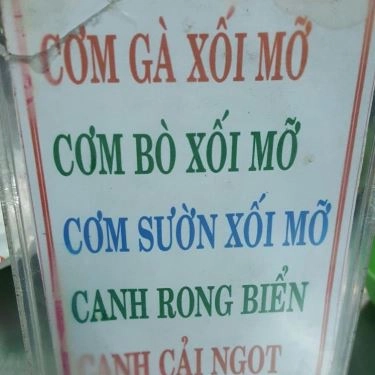 CƠM GÀ XỐI MỠ
CƠM BÒ XỐI MỠ
CƠM SƯỜN XỐI MỠ
CANH RONG BIỂN
CANH CẢI NGỌT